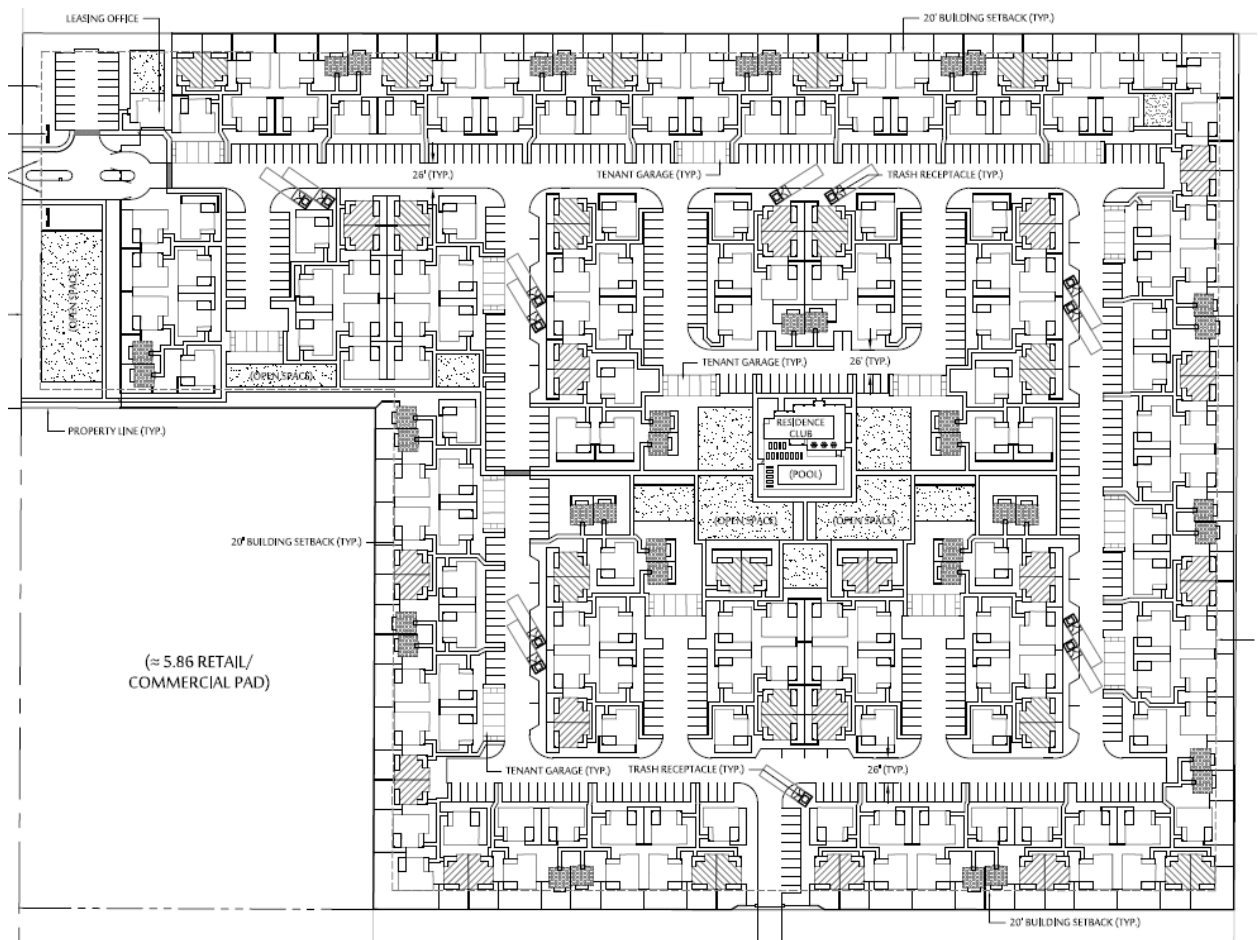 LEASING OFFICE
20' BUILDING SETBACK (TYP.)
26' (TYP.)
TENANT GARAGE (TYP.)
TRASH RECEPTACLE (TYP.)
(OPEN SPACE)
TENANT GARAGE (TYP.)
26' (TYP.)
(OPEN SPACE)
PROPERTY LINE (TYP.)
RESIDENCE
CLUB
(POOL)
(OPEN SPACE)
(OPEN SPACE)
20' BUILDING SETBACK (TYP.)
(≈ 5.86 RETAIL/
COMMERCIAL PAD)
TENANT GARAGE (TYP.)
TRASH RECEPTACLE (TYP.)
26' (TYP.)
20' BUILDING SETBACK (TYP.)